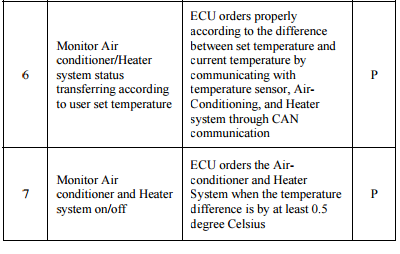 6
Monitor Air
conditioner/Heater
system status
transferring according
to user set temperature
ECU orders properly
according to the difference
between set temperature and
current temperature by
communicating with
temperature sensor, Air-
Conditioning, and Heater
system through CAN
communication
P
7
Monitor Air
conditioner and Heater
system on/off
ECU orders the Air-
conditioner and Heater
System when the temperature
difference is by at least 0.5
degree Celsius
P